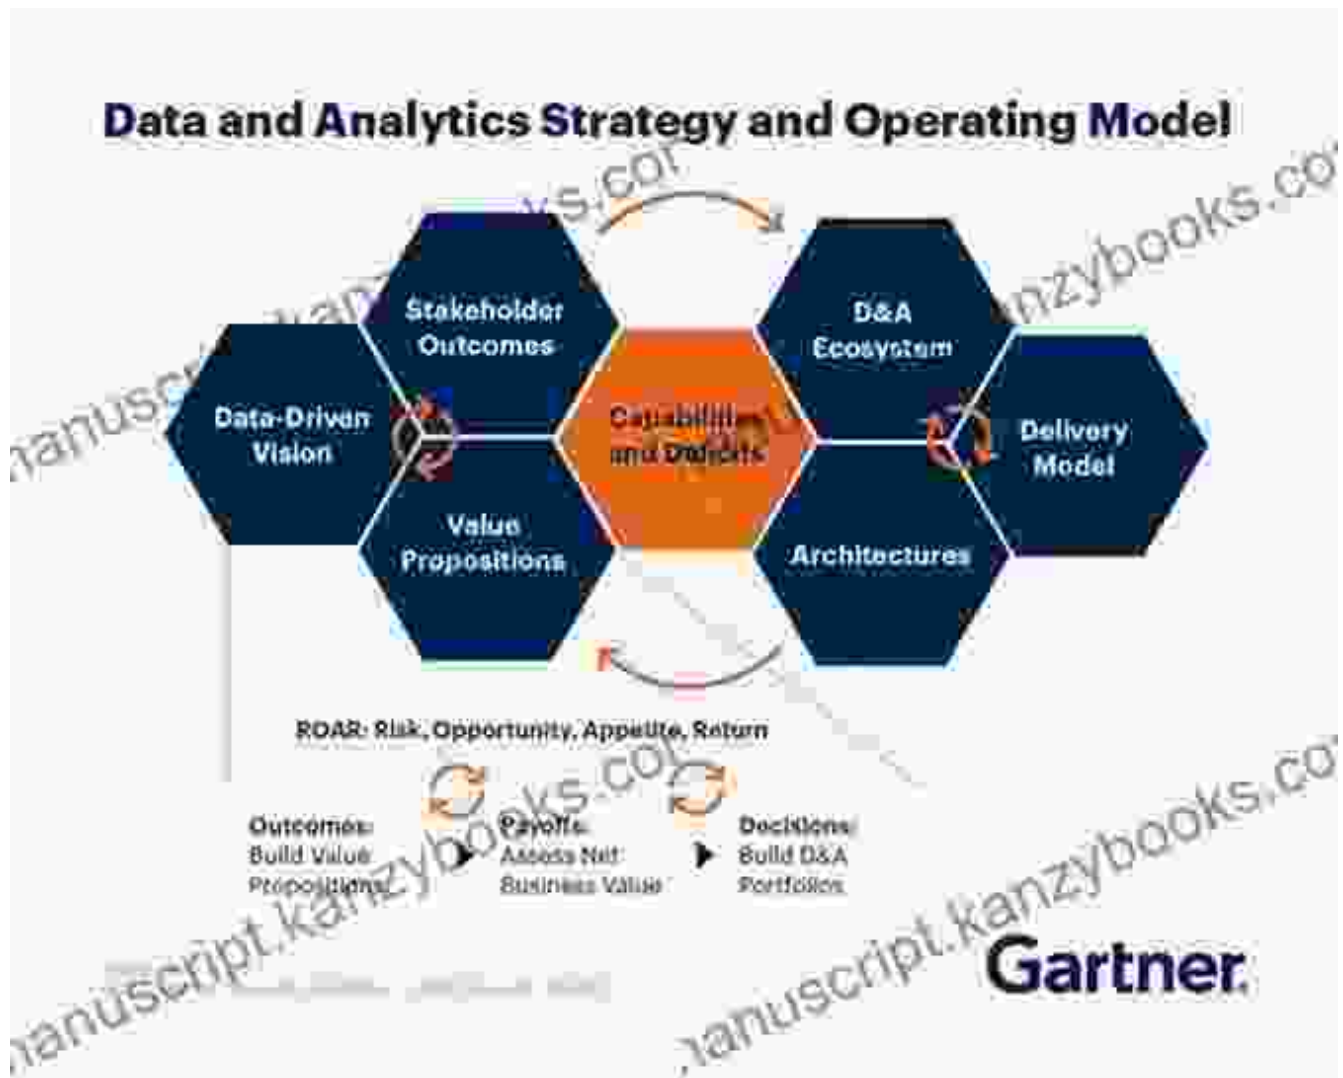 Data and Analytics Strategy and Operating Model
Stakeholder
Outcomes
D&A
Ecosystem
Data-Driven
Vision
Capabilities
and
Delivery
Model
Value
Propositions
Architectures
ROAR: Risk, Opportunity, Appetite, Return
Outcomes:
Build Value
Propositions
Payoffs:
Assess Net
Business Value
Decisions:
Build D&A
Portfolios
Gartner.
manuscript.kanzybooks.com
manuscript.kanzybooks.com